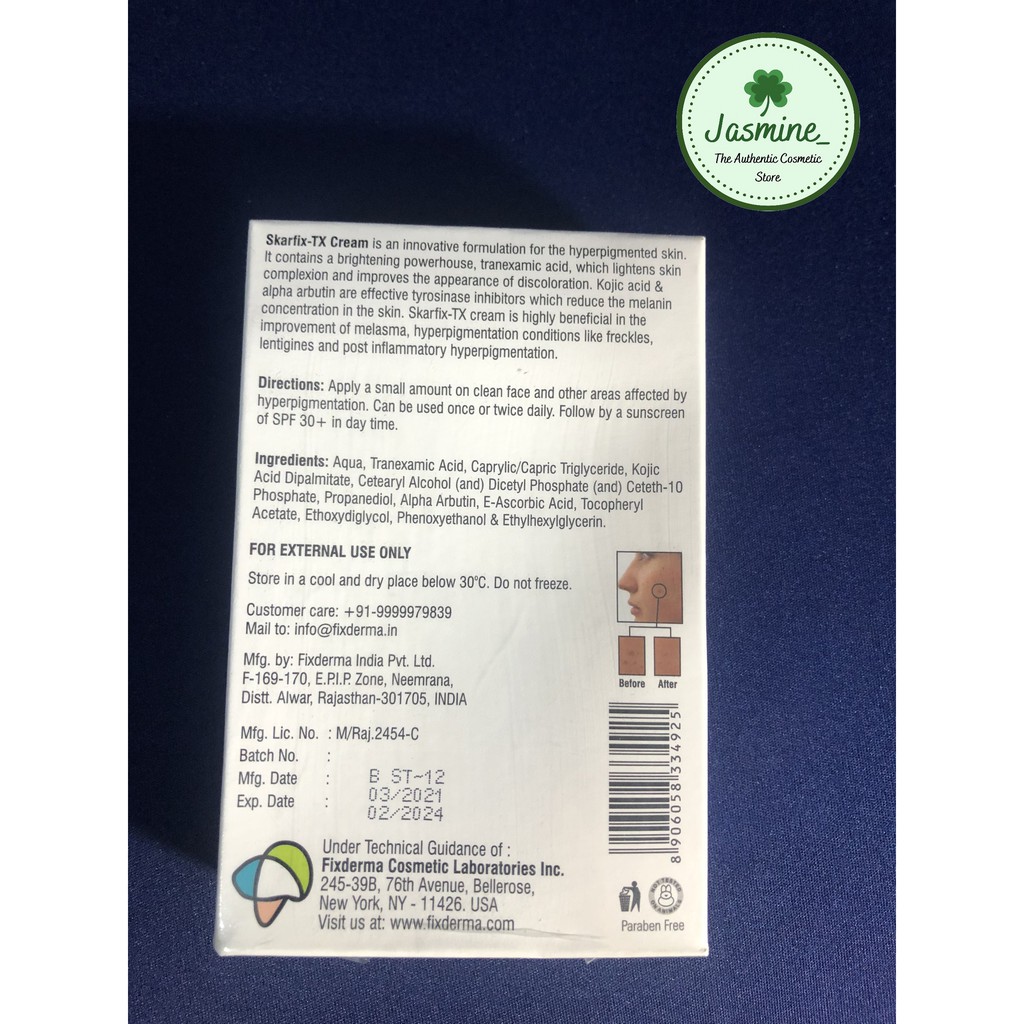 Jasmine_
The Authentic Cosmetic
Store
Skarfix-TX Cream is an innovative formulation for the hyperpigmented skin.
It contains a brightening powerhouse, tranexamic acid, which lightens skin
complexion and improves the appearance of discoloration. Kojic acid &
alpha arbutin are effective tyrosinase inhibitors which reduce the melanin
concentration in the skin. Skarfix-TX cream is highly beneficial in the
improvement of melasma, hyperpigmentation conditions like freckles,
lentigines and post inflammatory hyperpigmentation.
Directions: Apply a small amount on clean face and other areas affected by
hyperpigmentation. Can be used once or twice daily. Follow by a sunscreen
of SPF 30+ in day time.
Ingredients: Aqua, Tranexamic Acid, Caprylic/Capric Triglyceride, Kojic
Acid Dipalmitate, Cetearyl Alcohol (and) Dicetyl Phosphate (and) Ceteth-10
Phosphate, Propanediol, Alpha Arbutin, E-Ascorbic Acid, Tocopheryl
Acetate, Ethoxydiglycol, Phenoxyethanol & Ethylhexylglycerin.
FOR EXTERNAL USE ONLY
Store in a cool and dry place below 30°C. Do not freeze.
Customer care: +91-9999979839
Mail to: info@fixderma.in
Mfg. by: Fixderma India Pvt. Ltd.
F-169-170, E.P.I.P. Zone, Neemrana,
Distt. Alwar, Rajasthan-301705, INDIA
Before After
Mfg. Lic. No. : M/Raj.2454-C
Batch No. :
Mfg. Date : B ST-12
Exp. Date : 03/2021
02/2024
8 906058 334925
Under Technical Guidance of :
Fixderma Cosmetic Laboratories Inc.
245-39B, 76th Avenue, Bellerose,
New York, NY - 11426. USA
Visit us at: www.fixderma.com
Paraben Free